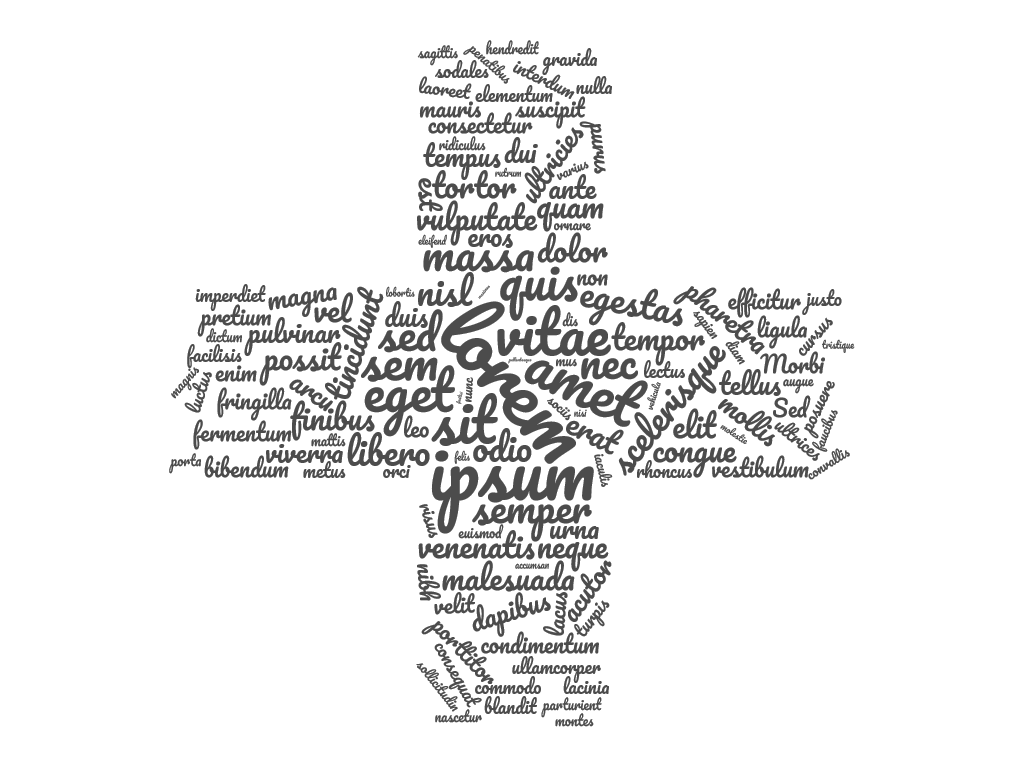 sagittis penatibus hendredit gravida
sodales interdum nulla
laoreet elementum
mauris suscipit
consectetur ultricies purus
ridiculus
tempus dui
rutrum varius
est tortor ante
vulputate quam
ornare
eleifend eros
massa dolor
nisl quis non
imperdiet magna vel tincidunt lobortis egestas pharetra efficitur justo
pretium duis dis sapien ligula cursus
dictum pulvinar sed lorem vitae tempor diam tristique
facilisis possit sem mus nec lectus scelerisque Morbi
magnis luctus enim arcu nunc amet vehicula tellus augue
fringilla finibus eget sociis nisi mollis Sed posuere
fermentum mattis leo sit erat elit molestie ultrices faucibus
viverra libero felis odio congue
porta bibendum metus orci iaculis rhoncus vestibulum convallis
ipsum
risus semper
euismod urna
venenatis neque
accumsan
nibh malesuada acutor
velit dapibus lacus turpis
porttitor condimentum
consequat ullamcorper
sollicitudin commodo lacinia
blandit parturient
nascetur montes